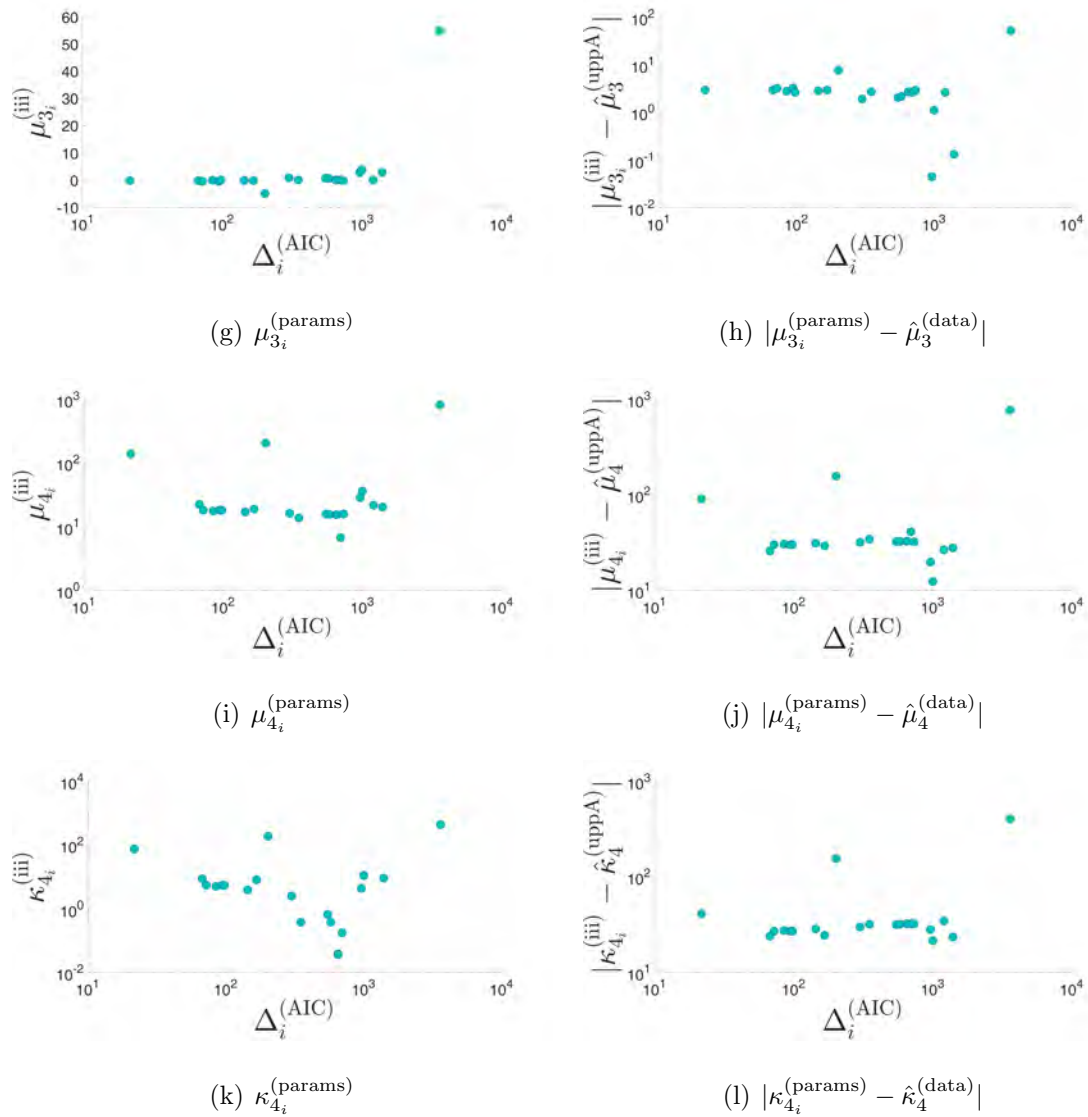 60
50
40
30
20
10
0
-10
10^1 10^2 10^3 10^4
μ_{3_i}^{(iii)}
Δ_i^{(AIC)}
(g) μ_{3_i}^{(params)}
10^2
10^1
10^0
10^{-1}
10^{-2}
10^1 10^2 10^3 10^4
|μ_{3_i}^{(iii)} − μ̂_3^{(uppA)}|
Δ_i^{(AIC)}
(h) |μ_{3_i}^{(params)} − μ̂_3^{(data)}|
10^3
10^2
10^1
10^0
10^1 10^2 10^3 10^4
μ_{4_i}^{(iii)}
Δ_i^{(AIC)}
(i) μ_{4_i}^{(params)}
10^3
10^2
10^1
10^1 10^2 10^3 10^4
|μ_{4_i}^{(iii)} − μ̂_4^{(uppA)}|
Δ_i^{(AIC)}
(j) |μ_{4_i}^{(params)} − μ̂_4^{(data)}|
10^4
10^2
10^0
10^{-2}
10^1 10^2 10^3 10^4
κ_{4_i}^{(iii)}
Δ_i^{(AIC)}
(k) κ_{4_i}^{(params)}
10^3
10^2
10^1
10^1 10^2 10^3 10^4
|κ_{4_i}^{(iii)} − κ̂_4^{(uppA)}|
Δ_i^{(AIC)}
(l) |κ_{4_i}^{(params)} − κ̂_4^{(data)}|